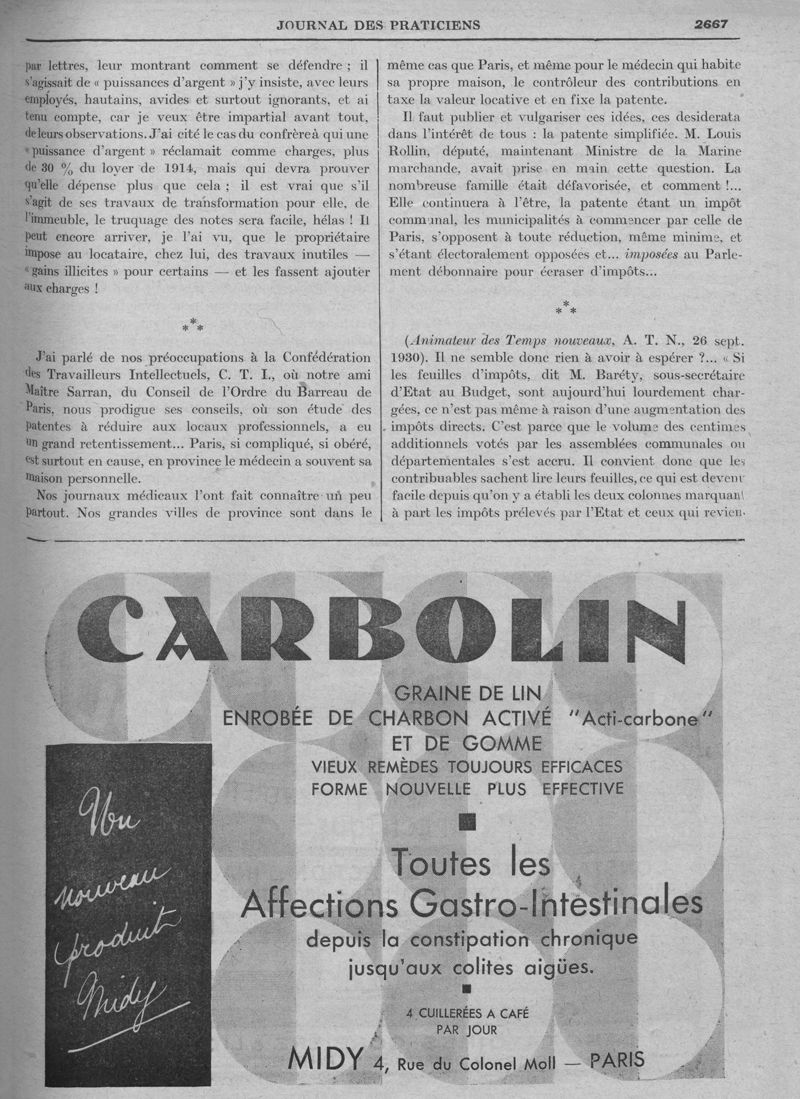 JOURNAL DES PRATICIENS 2667
par lettres, leur montrant comment se défendre ; il
s'agissait de « puissances d'argent » j'y insiste, avec leurs
employés, hautains, avides et surtout ignorants, et ai
tenu compte, car je veux être impartial avant tout,
de leurs observations. J'ai cité le cas du confrère à qui une
« puissance d'argent » réclamait comme charges, plus
de 30 % du loyer de 1914, mais qui devra prouver
qu'elle dépense plus que cela ; il est vrai que s'il
s'agit de ses travaux de transformation pour elle, de
l'immeuble, le truquage des notes sera facile, hélas ! Il
peut encore arriver, je l'ai vu, que le propriétaire
impose au locataire, chez lui, des travaux inutiles —
« gains illicites » pour certains — et les fassent ajouter
aux charges !
* * *
J'ai parlé de nos préoccupations à la Confédération
des Travailleurs Intellectuels, C. T. I., où notre ami
Maître Sarran, du Conseil de l'Ordre du Barreau de
Paris, nous prodigue ses conseils, où son étude des
patentes à réduire aux locaux professionnels, a eu
un grand retentissement... Paris, si compliqué, si obéré,
est surtout en cause, en province le médecin a souvent sa
maison personnelle.
Nos journaux médicaux l'ont fait connaître un peu
partout. Nos grandes villes de province sont dans le
même cas que Paris, et même pour le médecin qui habite
sa propre maison, le contrôleur des contributions en
taxe la valeur locative et en fixe la patente.
Il faut publier et vulgariser ces idées, ces desiderata
dans l'intérêt de tous : la patente simplifiée. M. Louis
Rollin, député, maintenant Ministre de la Marine
marchande, avait prise en main cette question. La
nombreuse famille était défavorisée, et comment !...
Elle continuera à l'être, la patente étant un impôt
communal, les municipalités à commencer par celle de
Paris, s'opposent à toute réduction, même minime, et
s'étant électoralement opposées et... imposées au Parle-
ment débonnaire pour écraser d'impôts...
* * *
(Animateur des Temps nouveaux, A. T. N., 26 sept.
1930). Il ne semble donc rien à avoir à espérer ?... « Si
les feuilles d'impôts, dit M. Baréty, sous-secrétaire
d'Etat au Budget, sont aujourd'hui lourdement char-
gées, ce n'est pas même à raison d'une augmentation des
impôts directs. C'est parce que le volume des centimes
additionnels votés par les assemblées communales ou
départementales s'est accru. Il convient donc que les
contribuables sachent lire leurs feuilles, ce qui est devenu
facile depuis qu'on y a établi les deux colonnes marquant
à part les impôts prélevés par l'Etat et ceux qui revien-
CARBOLIN
GRAINE DE LIN
ENROBÉE DE CHARBON ACTIVÉ "Acti-carbone"
ET DE GOMME
VIEUX REMÈDES TOUJOURS EFFICACES
FORME NOUVELLE PLUS EFFECTIVE
Un
nouveau
produit
Midy
Toutes les
Affections Gastro-Intestinales
depuis la constipation chronique
jusqu'aux colites aigües.
4 CUILLERÉES A CAFÉ
PAR JOUR
MIDY 4, Rue du Colonel Moll — PARIS